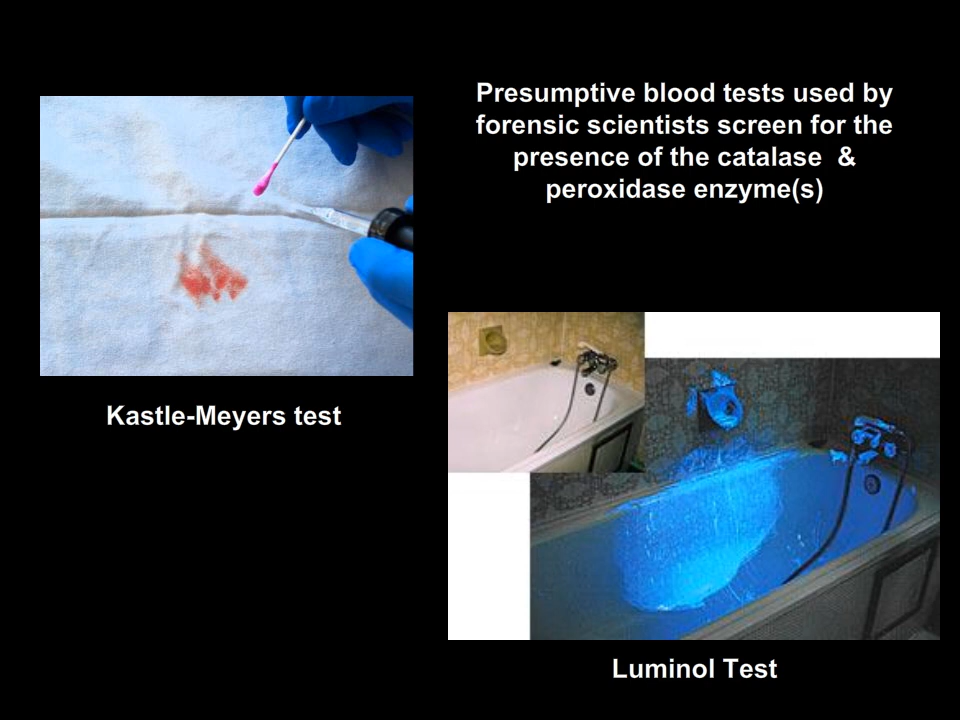 Presumptive blood tests used by
forensic scientists screen for the
presence of the catalase  &
peroxidase enzyme(s)
Kastle-Meyers test
Luminol Test